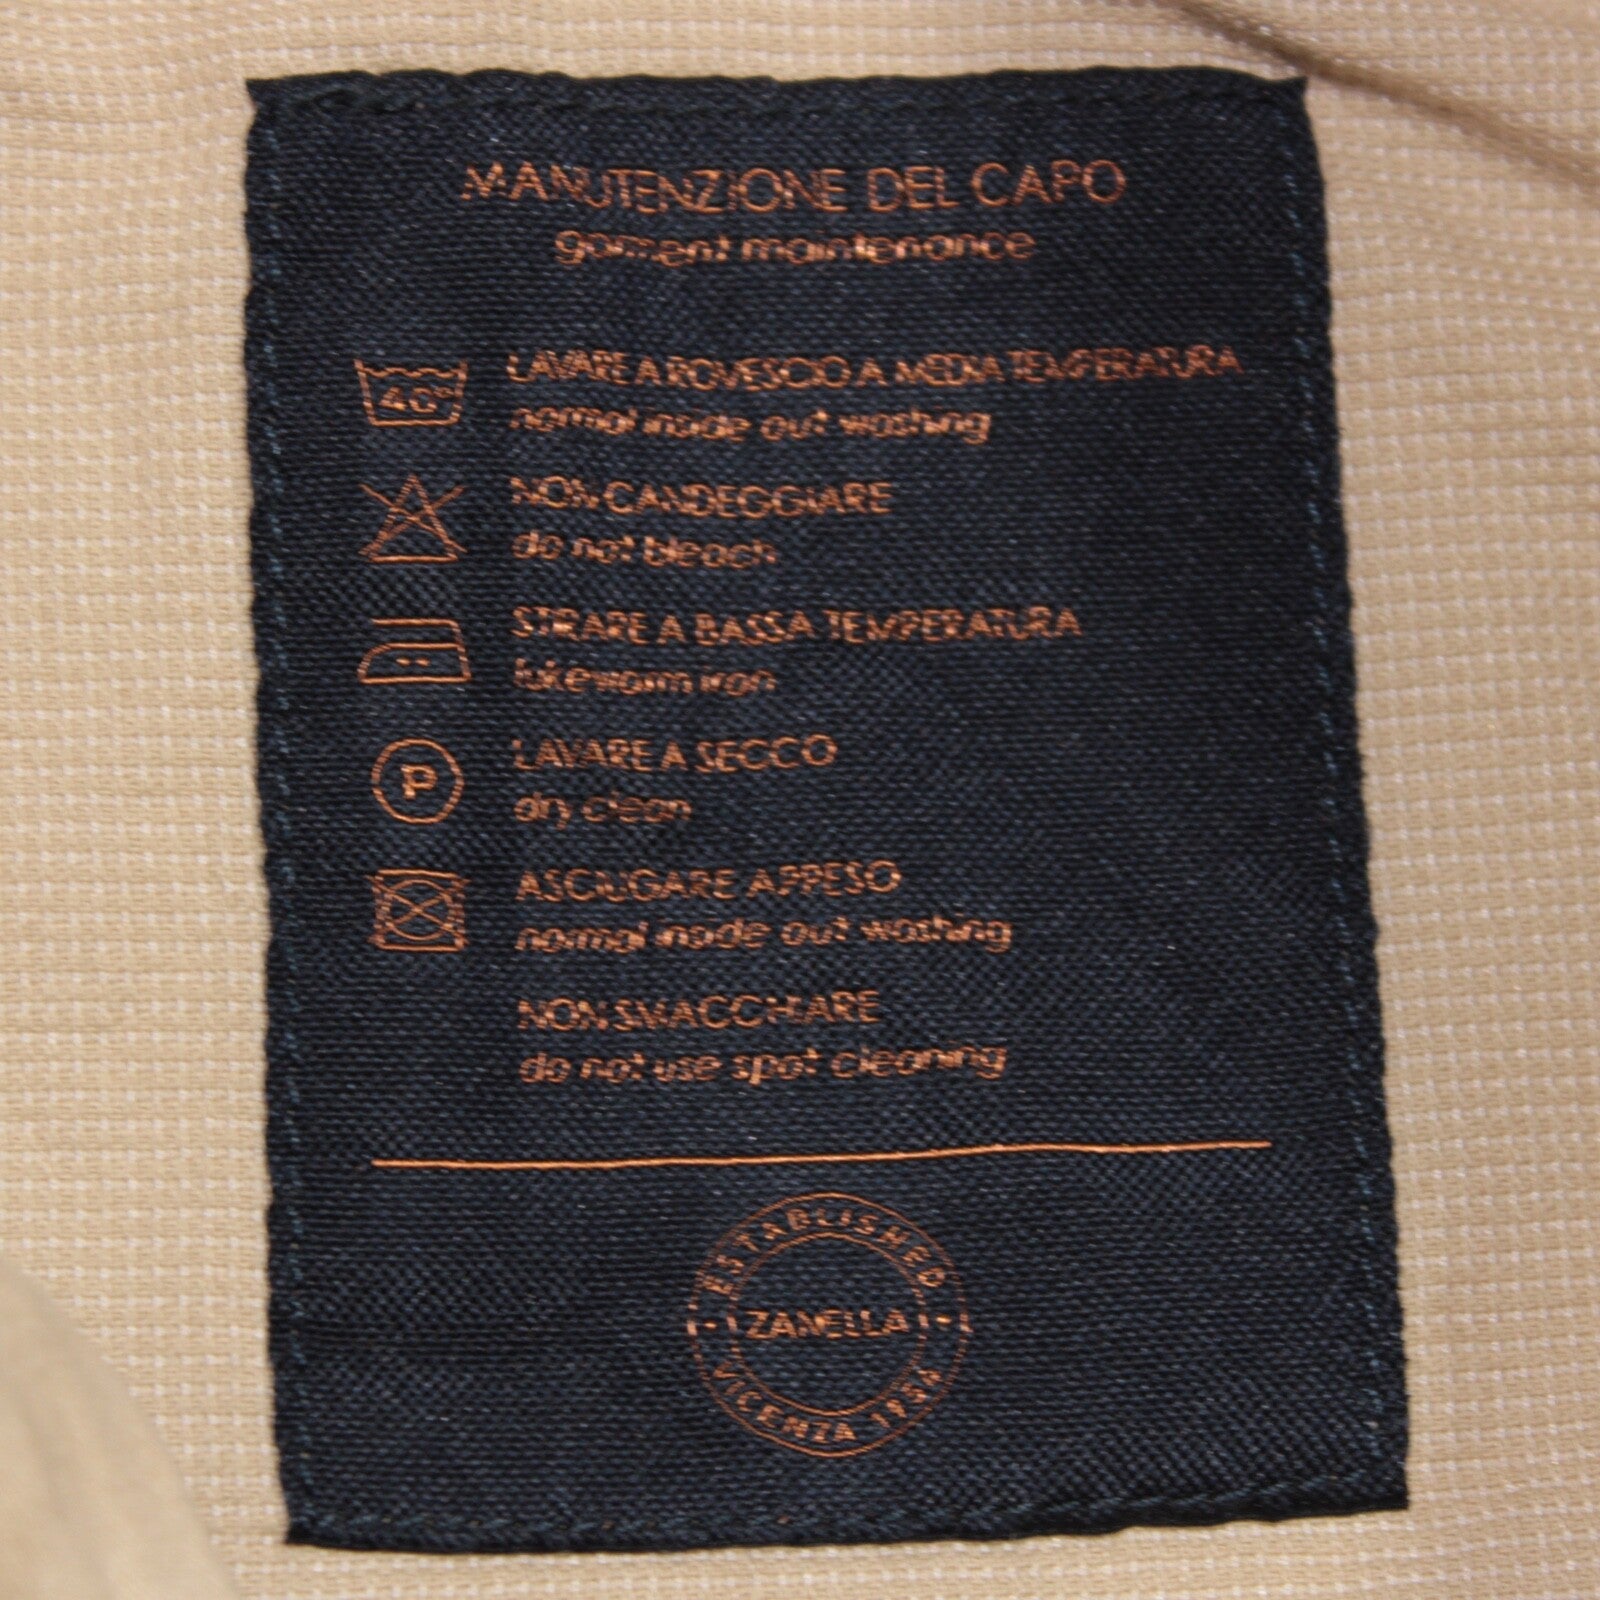 MANUTENZIONE DEL CAPO
garment maintenance
40°
LAVARE A ROVESCIO A MEDIA TEMPERATURA
normal inside out washing
NON CANDEGGIARE
do not bleach
STIRARE A BASSA TEMPERATURA
lukewarm iron
P
LAVARE A SECCO
dry clean
ASCIUGARE APPESO
normal inside out washing
NON SMACCHIARE
do not use spot cleaning
ESTABLISHED
ZANELLA
VICENZA 1956